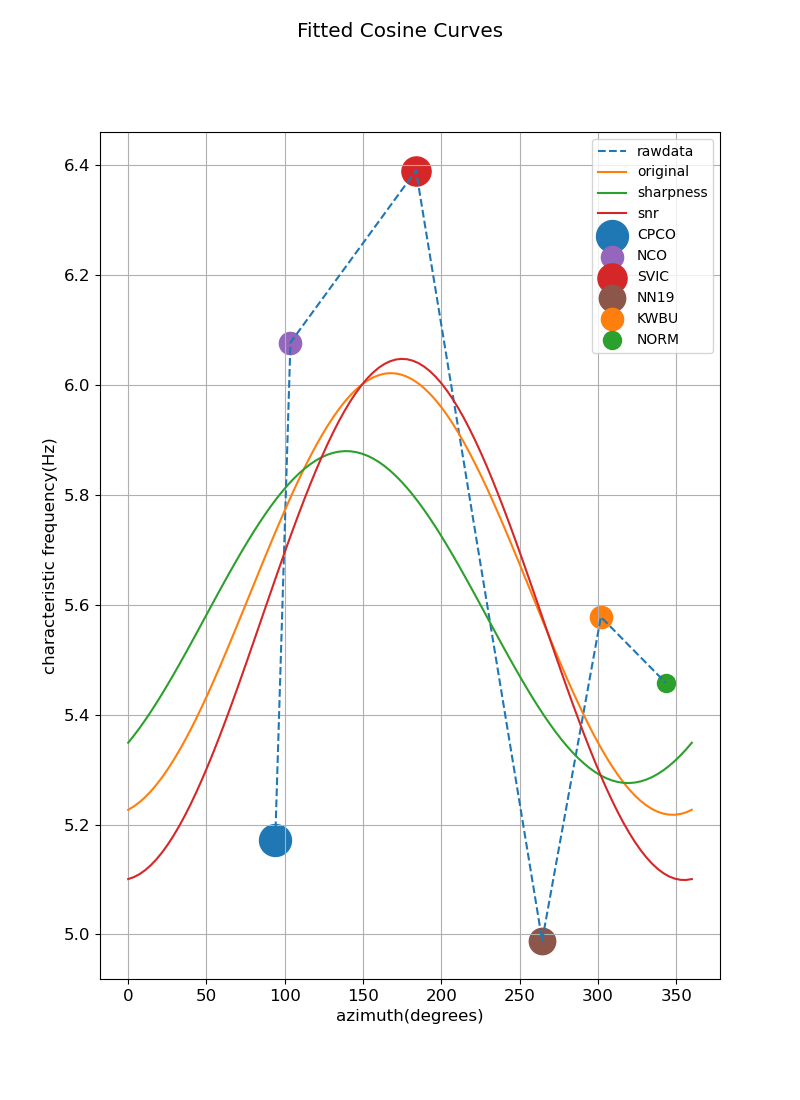 Fitted Cosine Curves
rawdata
original
sharpness
snr
CPCO
NCO
SVIC
NN19
KWBU
NORM
characteristic frequency(Hz)
6.4
6.2
6.0
5.8
5.6
5.4
5.2
5.0
0 50 100 150 200 250 300 350
azimuth(degrees)